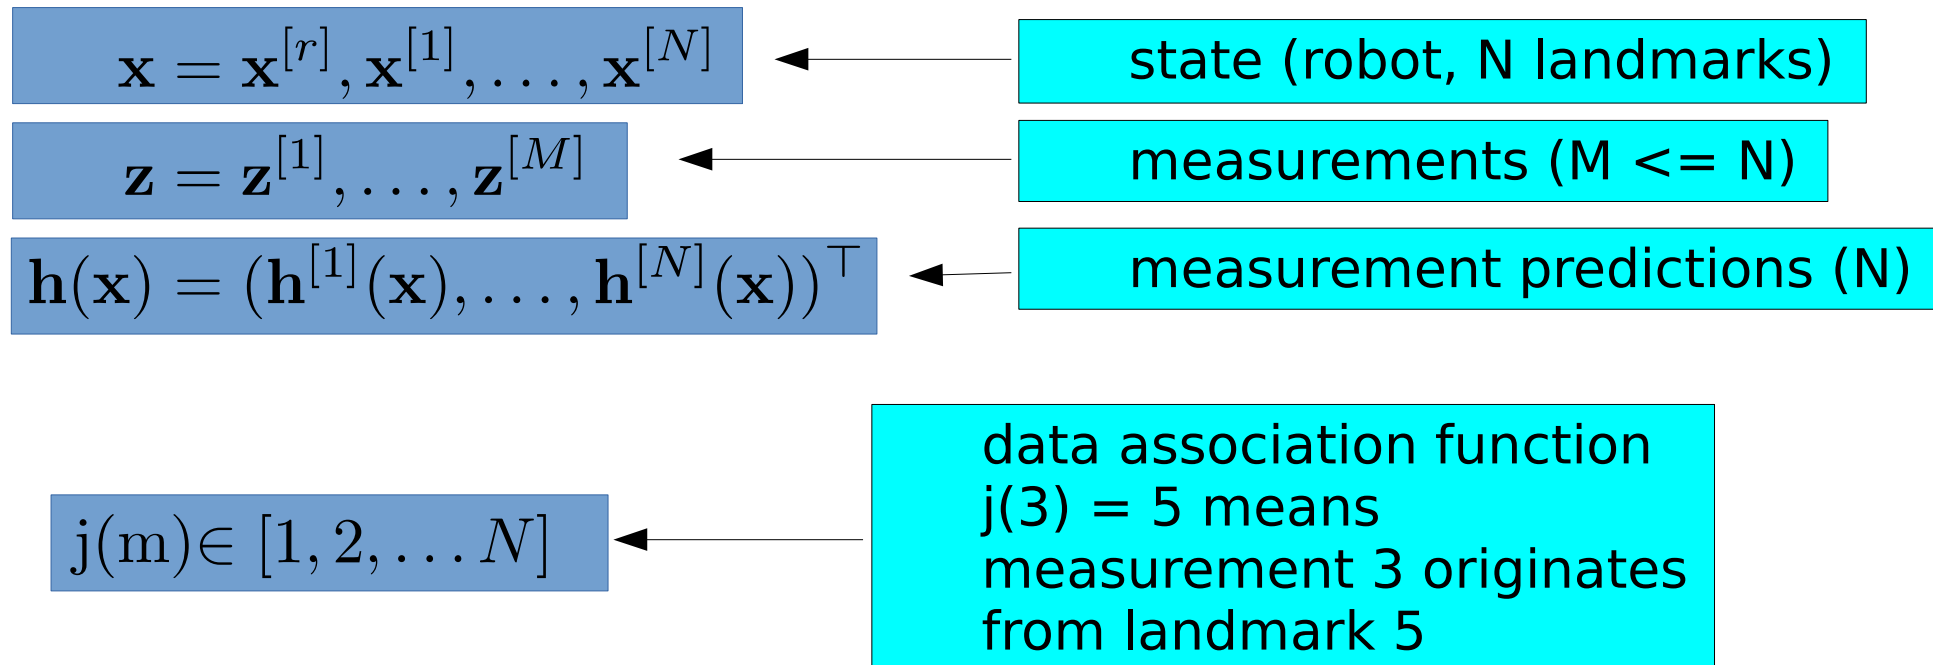 x = x^[r], x^[1], . . . , x^[N]
state (robot, N landmarks)
z = z^[1], . . . , z^[M]
measurements (M <= N)
h(x) = (h^[1](x), . . . , h^[N](x))^⊤
measurement predictions (N)
j(m)∈ [1, 2, . . . N]
data association function
j(3) = 5 means
measurement 3 originates
from landmark 5